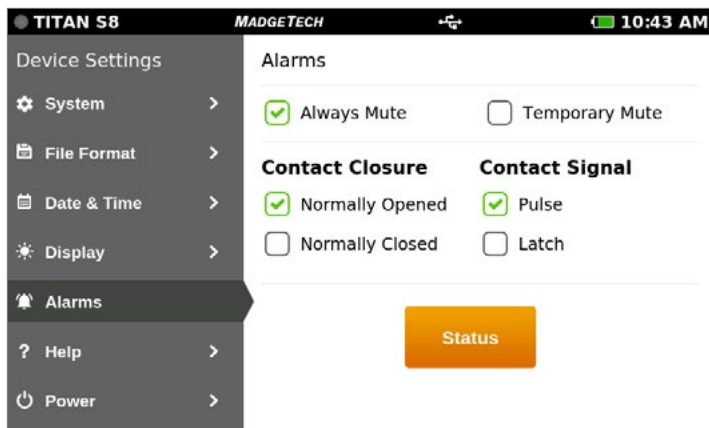 TITAN S8 MADGETECH 10:43 AM
Device Settings
System
File Format
Date & Time
Display
Alarms
Help
Power
Alarms
Always Mute Temporary Mute
Contact Closure Contact Signal
Normally Opened Pulse
Normally Closed Latch
Status